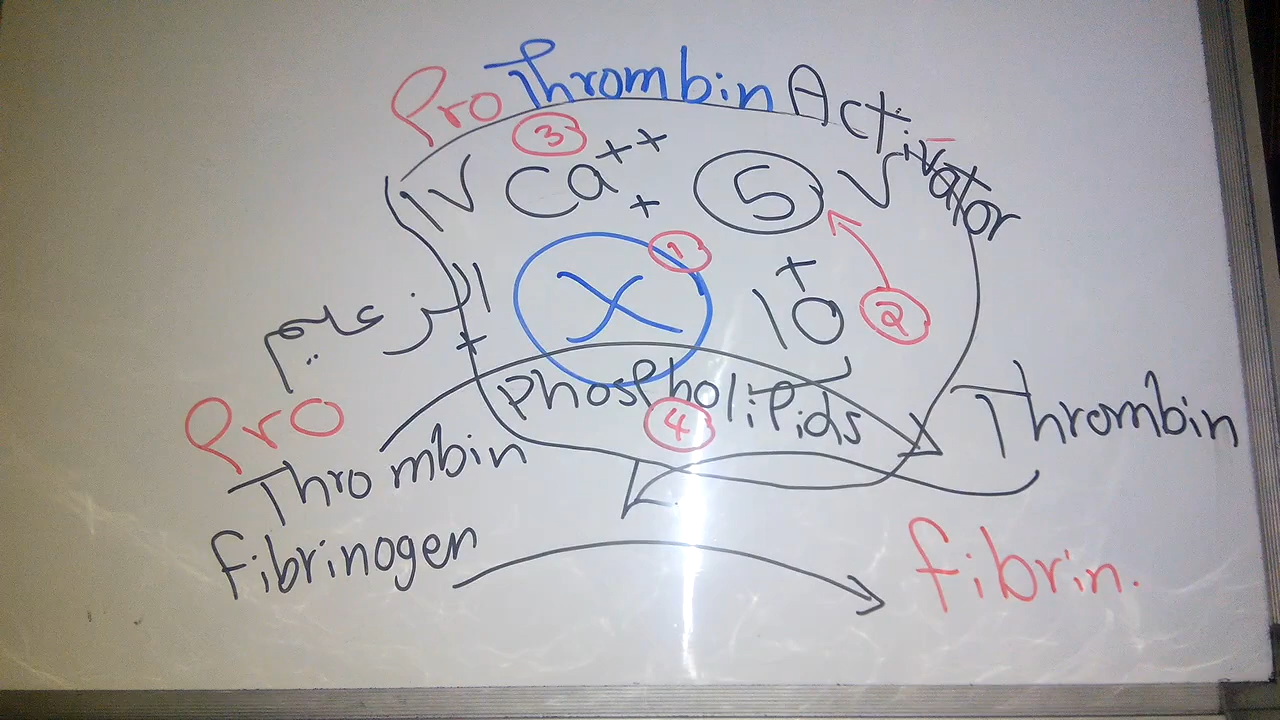 ProThrombin Activator
3
IV Ca++ + 5 V
1
X + 10 2
الزعيم +
Phospholipids
4
Pro
Thrombin Thrombin
fibrinogen fibrin.